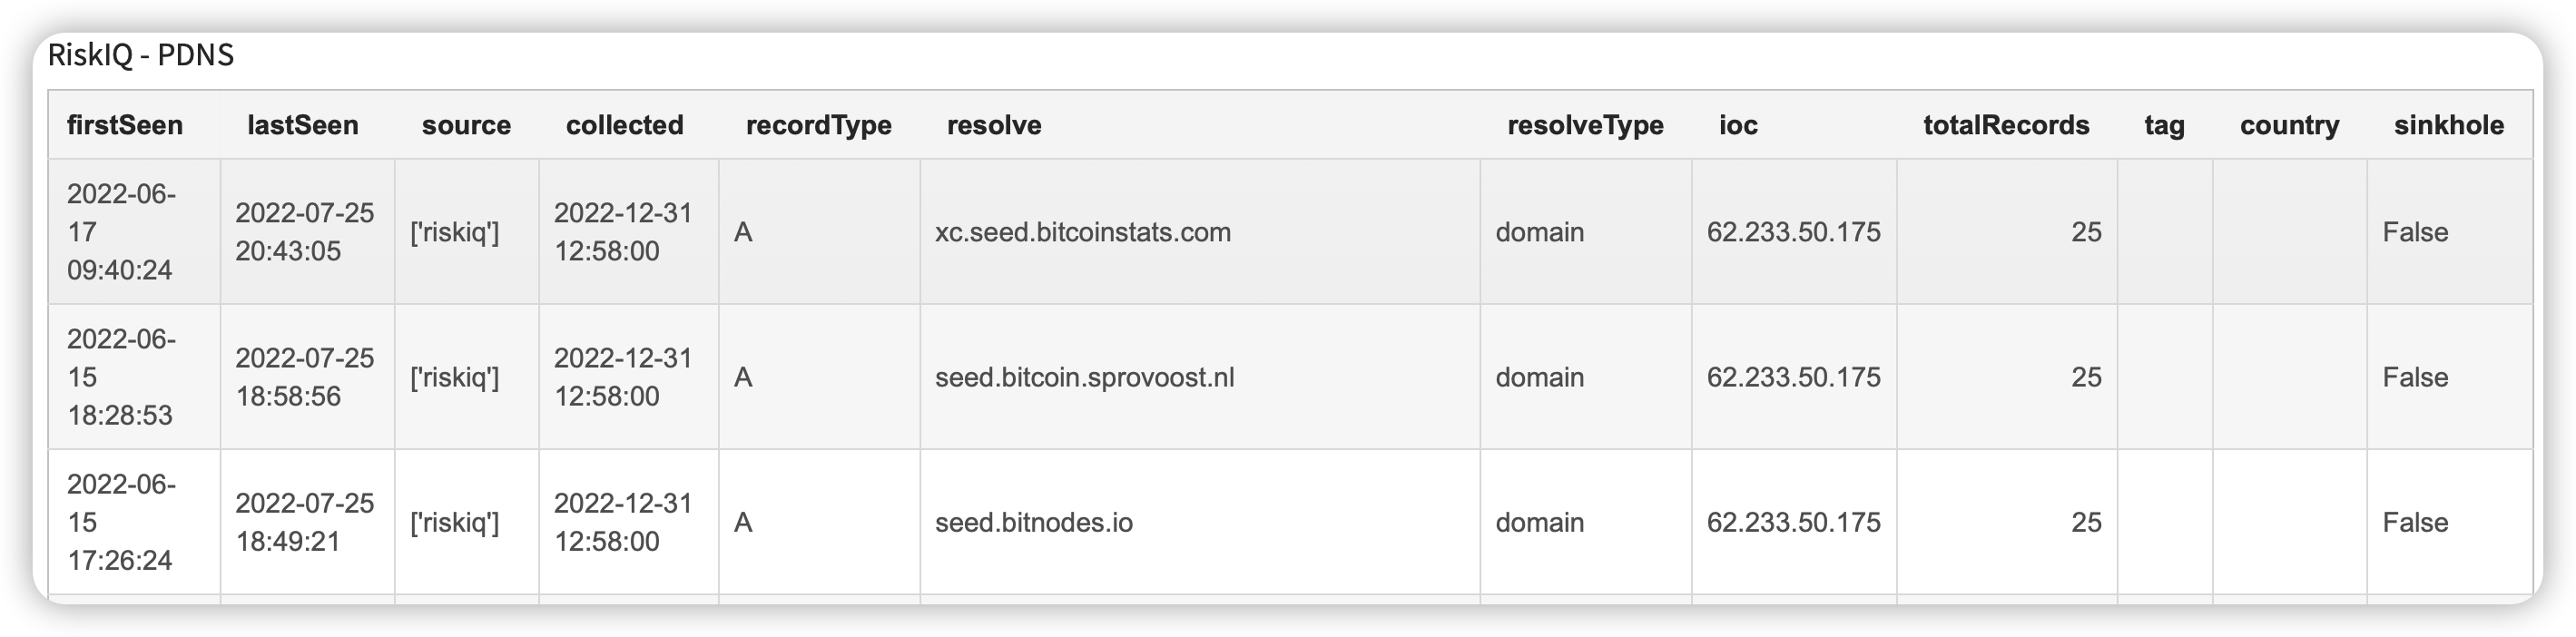 RiskIQ - PDNS
firstSeen lastSeen source collected recordType resolve resolveType ioc totalRecords tag country sinkhole
2022-06-
17
09:40:24
2022-07-25
20:43:05
['riskiq']
2022-12-31
12:58:00
A
xc.seed.bitcoinstats.com
domain
62.233.50.175
25
False
2022-06-
15
18:28:53
2022-07-25
18:58:56
['riskiq']
2022-12-31
12:58:00
A
seed.bitcoin.sprovoost.nl
domain
62.233.50.175
25
False
2022-06-
15
17:26:24
2022-07-25
18:49:21
['riskiq']
2022-12-31
12:58:00
A
seed.bitnodes.io
domain
62.233.50.175
25
False